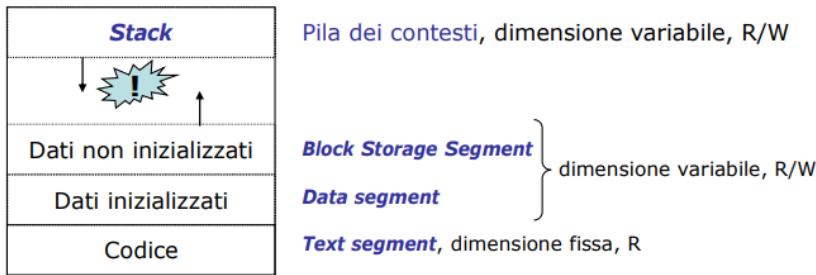 Stack
Pila dei contesti, dimensione variabile, R/W
!
Dati non inizializzati
Block Storage Segment
dimensione variabile, R/W
Dati inizializzati
Data segment
Codice
Text segment, dimensione fissa, R